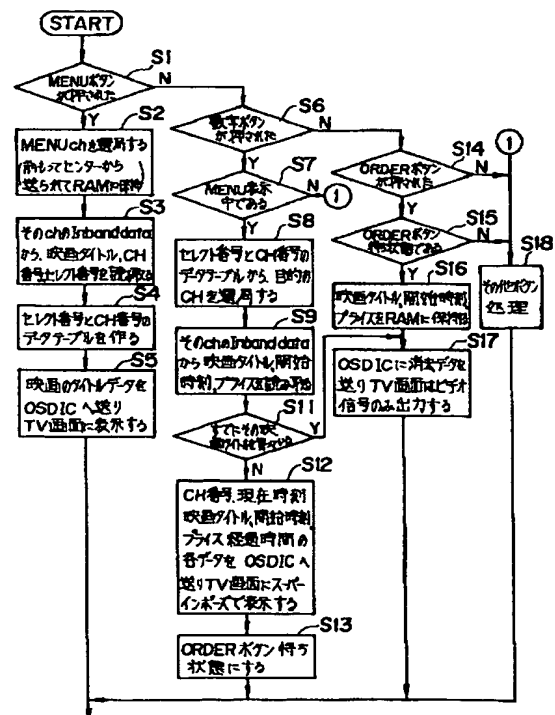 START
S1
MENUボタン
が押された
N
Y
S2
MENUchを選局する
前もってセンターから
送られてRAMに保持
S3
そのchのInband data
から、映画タイトル、CH
番号、セレクト番号を読み取る
S4
セレクト番号とCH番号の
データテーブルを作る
S5
映画のタイトルデータを
OSDICへ送り
TV画面に表示する
S6
数字ボタン
が押された
N
Y
S7
MENU表示
中である
N
1
Y
S8
セレクト番号とCH番号の
データテーブルから、目的の
CHを選局する
S9
そのchのInband data
から映画タイトル、開始
時刻、プライスを読み取る
S11
すでにその映
画タイトルを
Y
N
S12
CH番号、現在時刻
映画タイトル、開始時刻
プライス経過時間の
各データをOSDICへ
送りTV画面にスーパー
インポーズで表示する
S13
ORDERボタン待ち
状態にする
S14
ORDERボタン
が押された
N
1
Y
S15
ORDERボタン
待ち状態である
N
Y
S16
映画タイトル、開始時刻、
プライスをRAMに保持する
S17
OSDICに消去データを
送りTV画面はビデオ
信号のみ出力する
S18
その他ボタン
処理